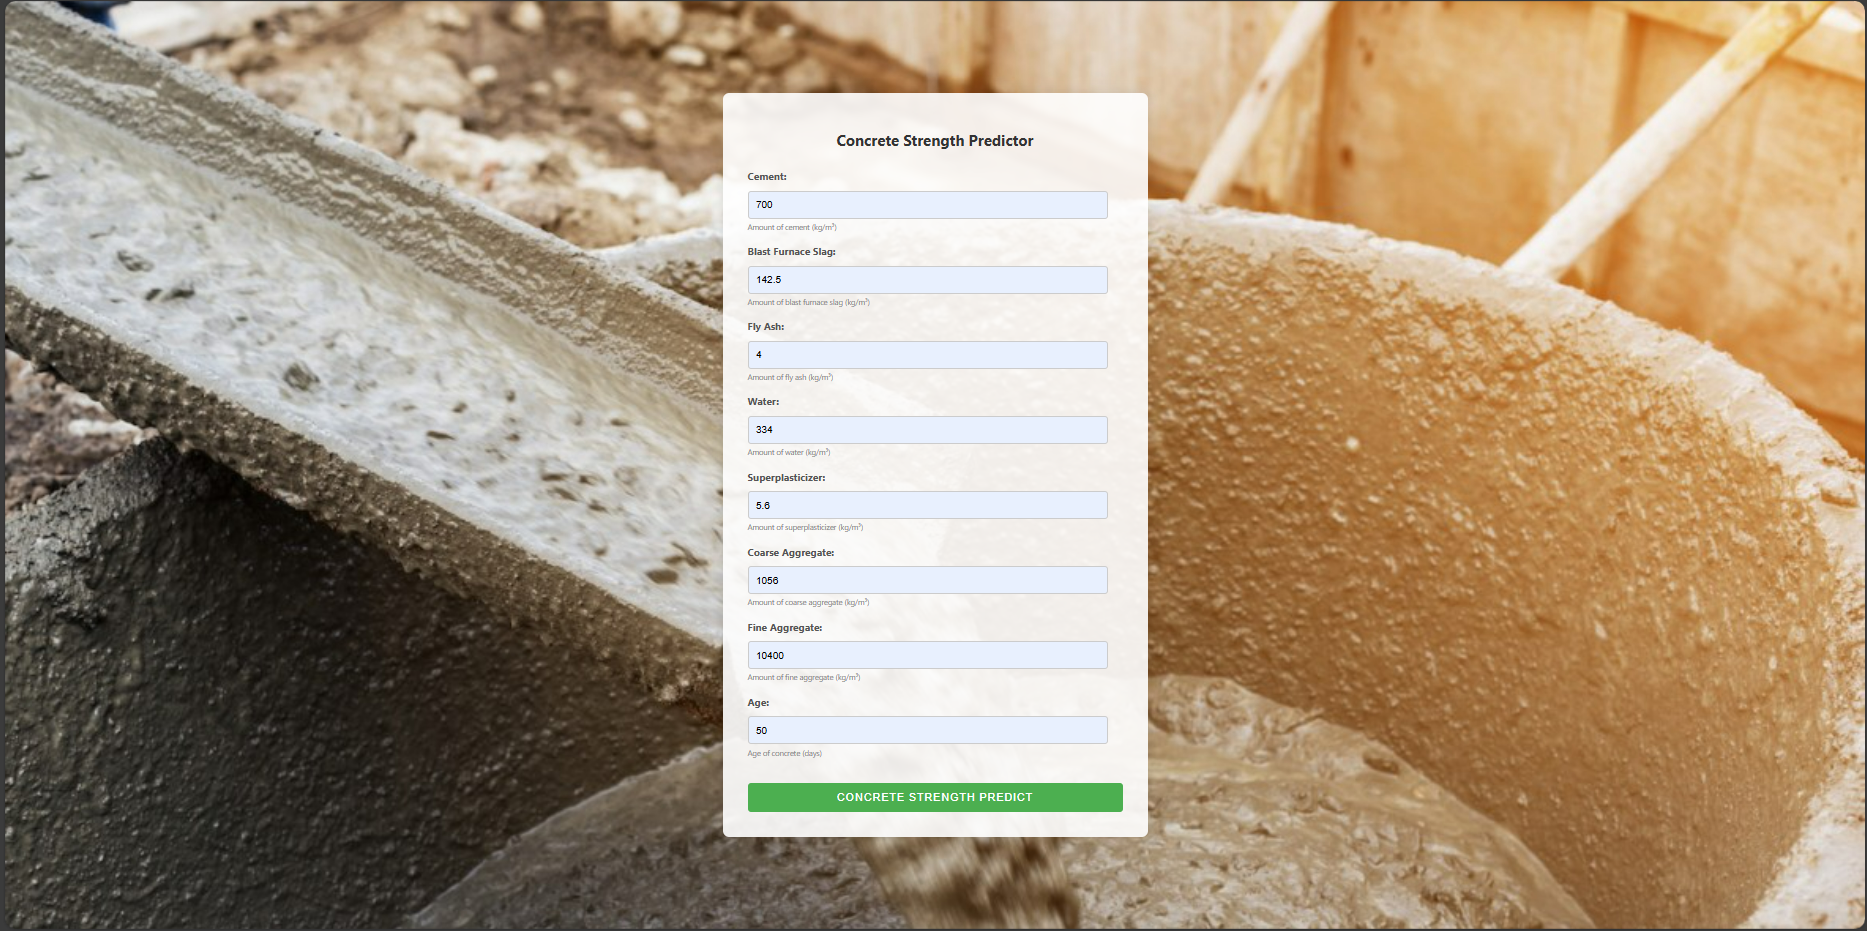 Concrete Strength Predictor
Cement:
700
Amount of cement (kg/m³)
Blast Furnace Slag:
142.5
Amount of blast furnace slag (kg/m³)
Fly Ash:
4
Amount of fly ash (kg/m³)
Water:
334
Amount of water (kg/m³)
Superplasticizer:
5.6
Amount of superplasticizer (kg/m³)
Coarse Aggregate:
1056
Amount of coarse aggregate (kg/m³)
Fine Aggregate:
10400
Amount of fine aggregate (kg/m³)
Age:
50
Age of concrete (days)
CONCRETE STRENGTH PREDICT